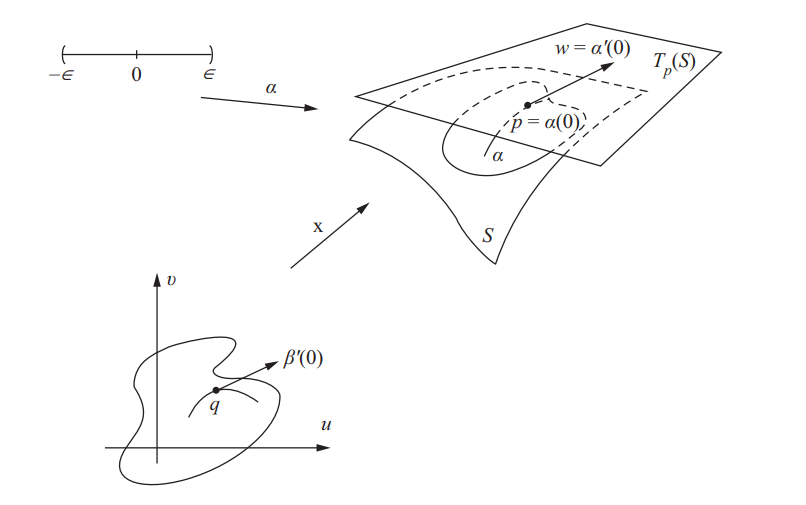 ( )
−∈ 0 ∈
α
w = α′(0)
T_p(S)
p = α(0)
α
S
x
υ
β′(0)
q
u